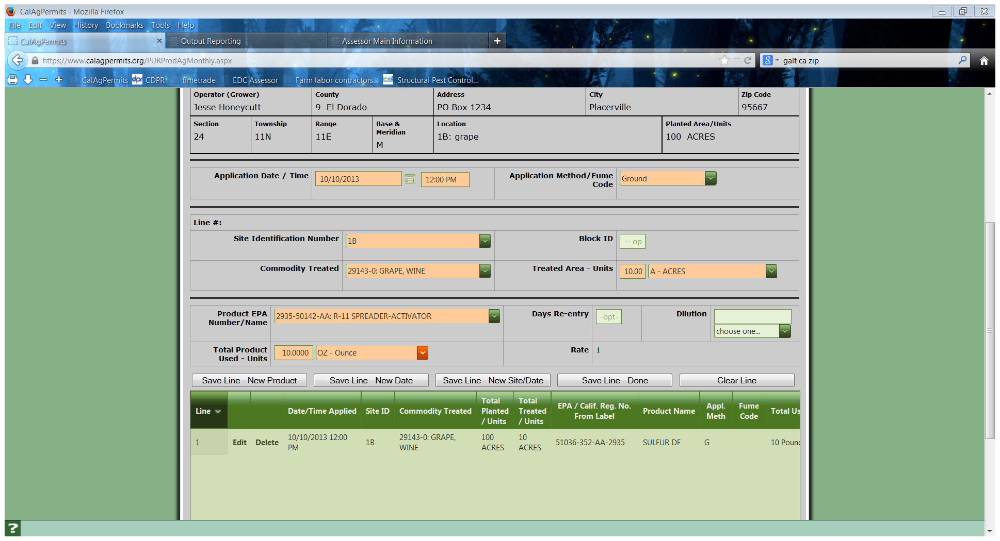 CalAgPermits - Mozilla Firefox
File Edit View History Bookmarks Tools Help
CalAgPermits × Output Reporting × Assessor Main Information × +
https://www.calagpermits.org/PURProdAgMonthly.aspx galt ca zip
CalAgPermits dpr CDPR timetrade EDC Assessor Farm labor contractors... Structural Pest Control...
Operator (Grower) County Address City Zip Code
Jesse Honeycutt 9 El Dorado PO Box 1234 Placerville 95667
Section Township Range Base & Meridian Location Planted Area/Units
24 11N 11E M 1B: grape 100 ACRES
Application Date / Time 10/10/2013 12:00 PM Application Method/Fume Code Ground
Line #:
Site Identification Number 1B Block ID -- op
Commodity Treated 29143-0: GRAPE, WINE Treated Area - Units 10.00 A - ACRES
Product EPA Number/Name 2935-50142-AA: R-11 SPREADER-ACTIVATOR Days Re-entry -opt- Dilution
choose one...
Total Product Used - Units 10.0000 OZ - Ounce Rate 1
Save Line - New Product Save Line - New Date Save Line - New Site/Date Save Line - Done Clear Line
Line Date/Time Applied Site ID Commodity Treated Total Planted / Units Total Treated / Units EPA / Calif. Reg. No. From Label Product Name Appl. Meth Fume Code Total Us
1 Edit Delete 10/10/2013 12:00 PM 1B 29143-0: GRAPE, WINE 100 ACRES 10 ACRES 51036-352-AA-2935 SULFUR DF G 10 Poun
?